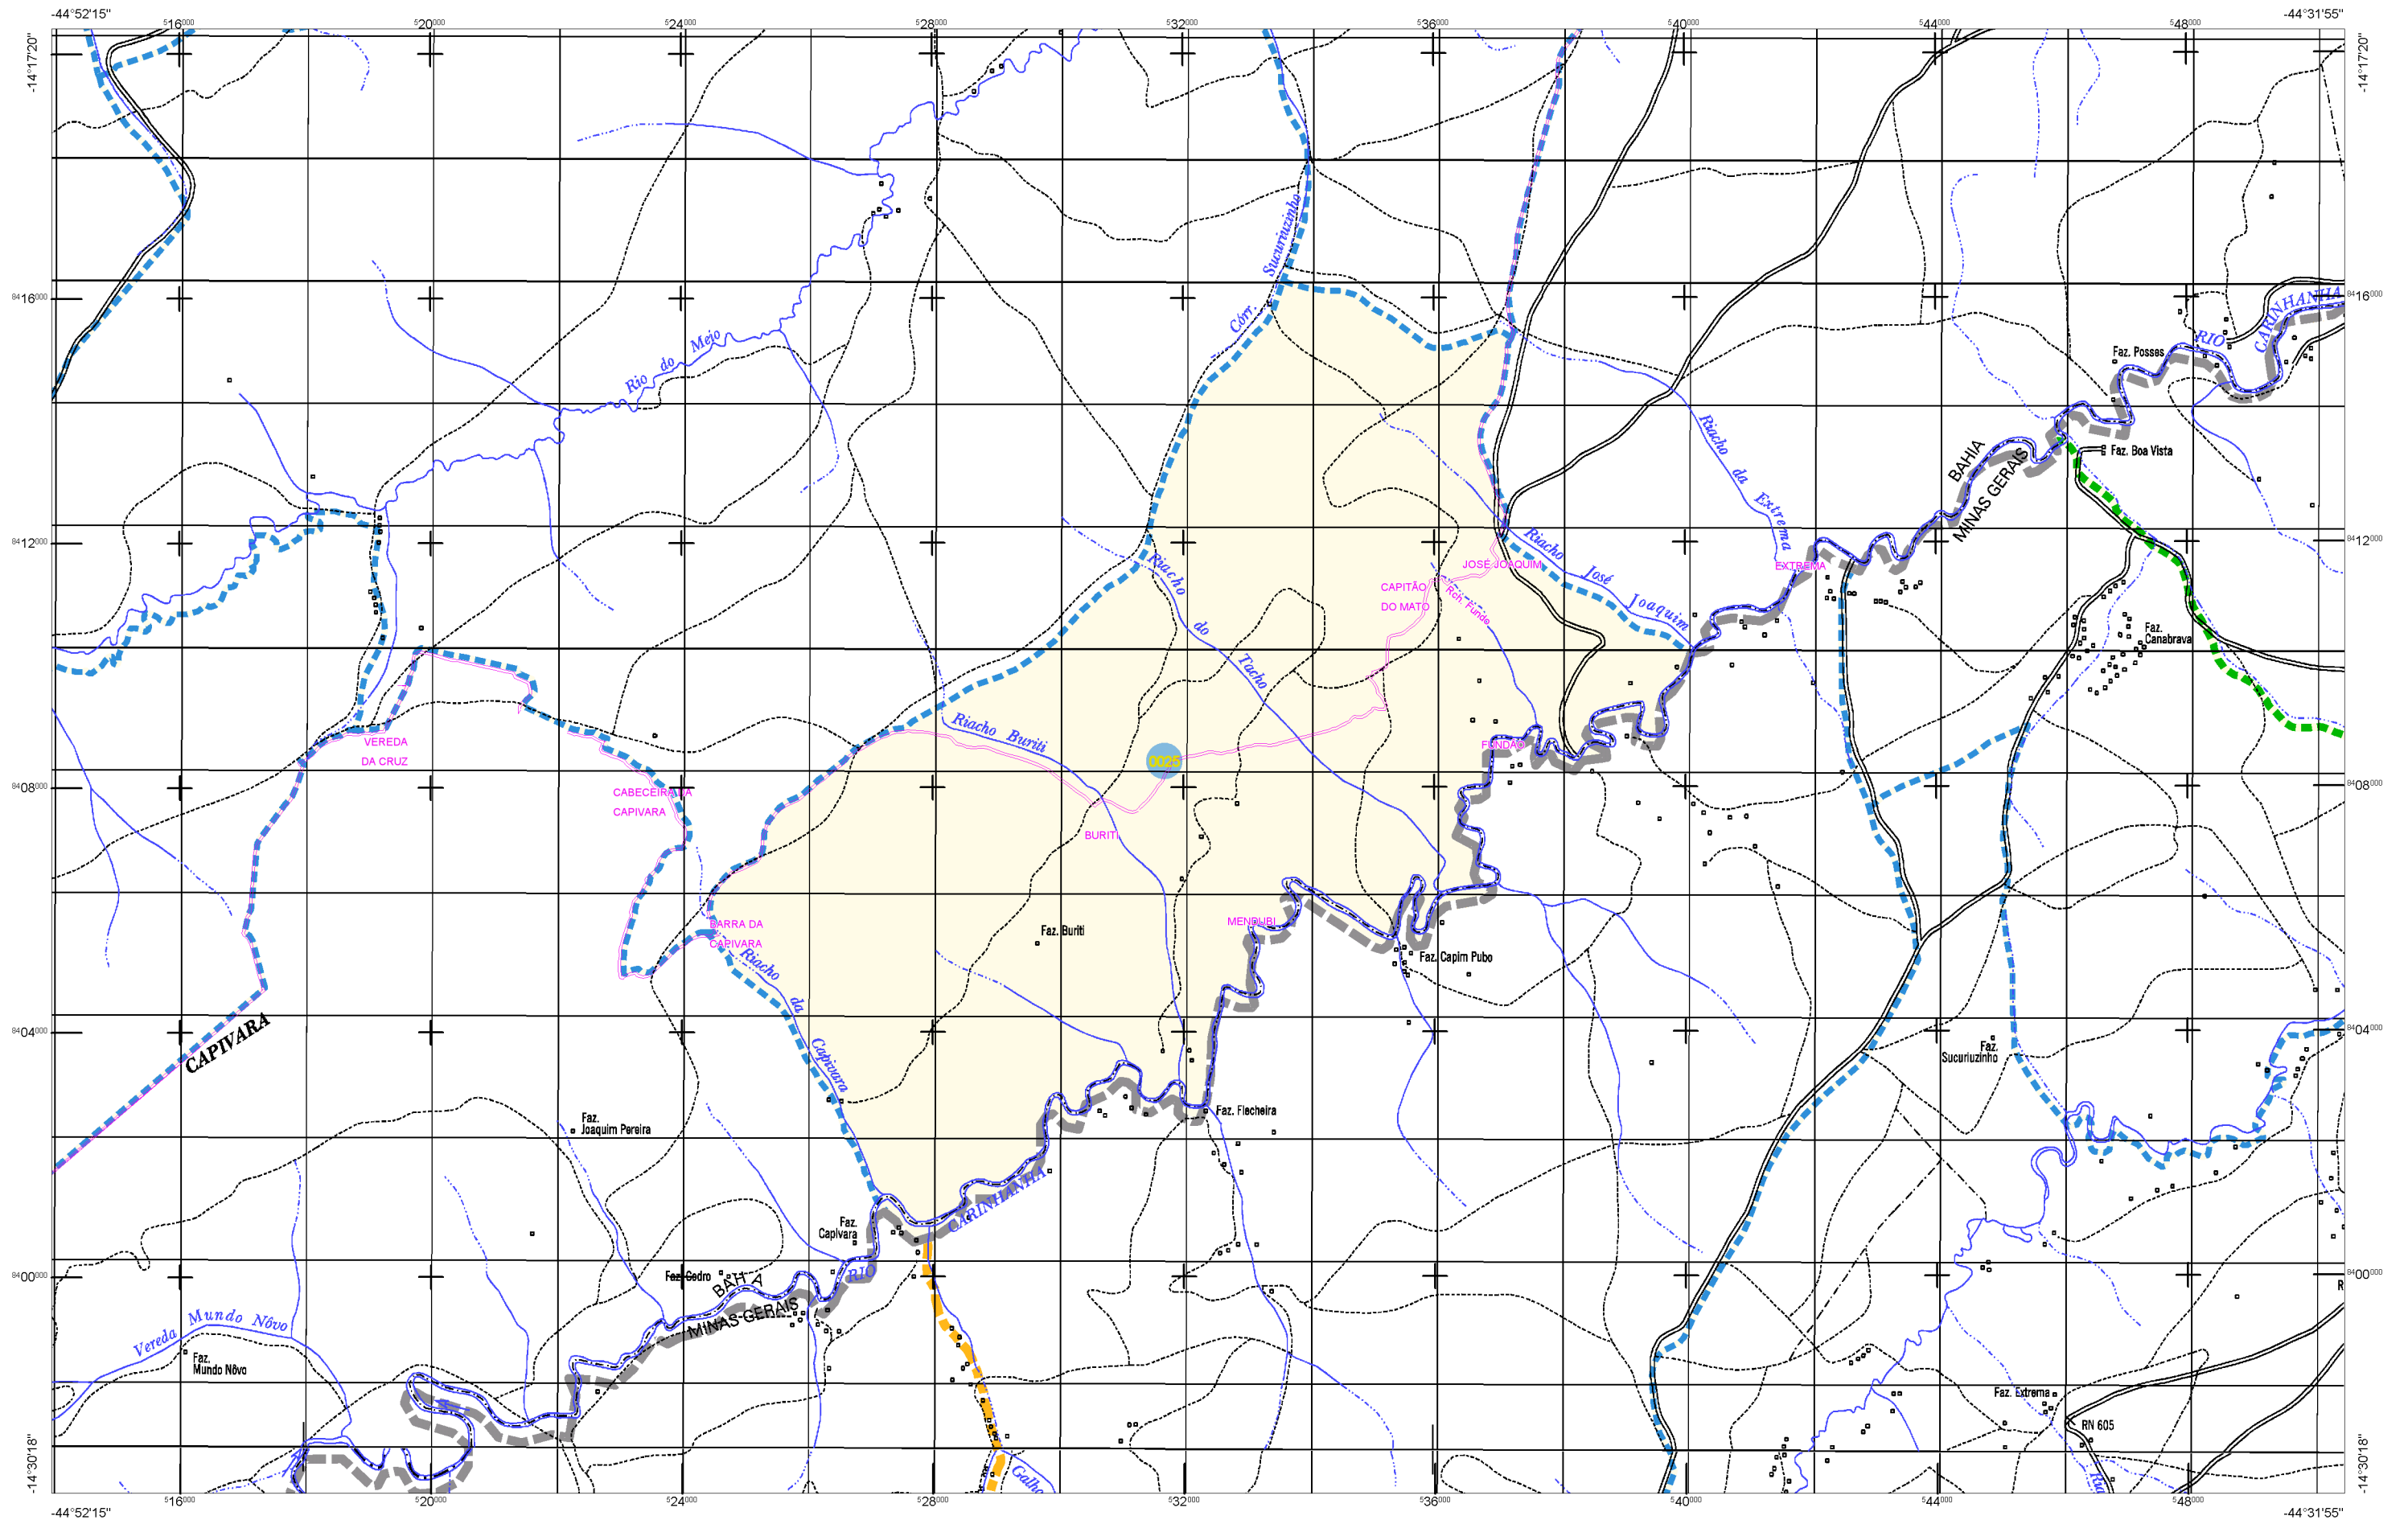 -44°52'15"
-44°31'55"
516000
520000
524000
528000
532000
536000
540000
544000
548000
-14°17'20"
-14°17'20"
Sucuriuzinho
Córr.
8416000
8416000
CARINHANHA
RIO
Rio do Meio
Faz. Posses
Riacho da Extrema
BAHIA
MINAS GERAIS
Faz. Boa Vista
8412000
8412000
Riacho José Joaquim
JOSÉ JOAQUIM
EXTREMA
CAPITÃO
DO MATO
Rch. Fundo
Riacho do Tacho
Faz.
Canabrava
Riacho Buriti
VEREDA
DA CRUZ
FUNDÃO
0025
8408000
8408000
CABECEIRA DA
CAPIVARA
BURITI
BARRA DA
CAPIVARA
MENDUBI
Faz. Buriti
Faz. Capim Pubo
Riacho da Capivara
CAPIVARA
8404000
8404000
Faz.
Sucuriuzinho
Faz. Flecheira
Faz.
Joaquim Pereira
CARINHANHA
Faz.
Capivara
RIO
8400000
8400000
Faz. Cedro
BAHIA
MINAS GERAIS
Vereda Mundo Nôvo
Faz.
Mundo Nôvo
Faz. Extrema
RN 605
R
Galho
Ria
-14°30'18"
-14°30'18"
516000
520000
524000
528000
532000
536000
540000
544000
548000
-44°52'15"
-44°31'55"